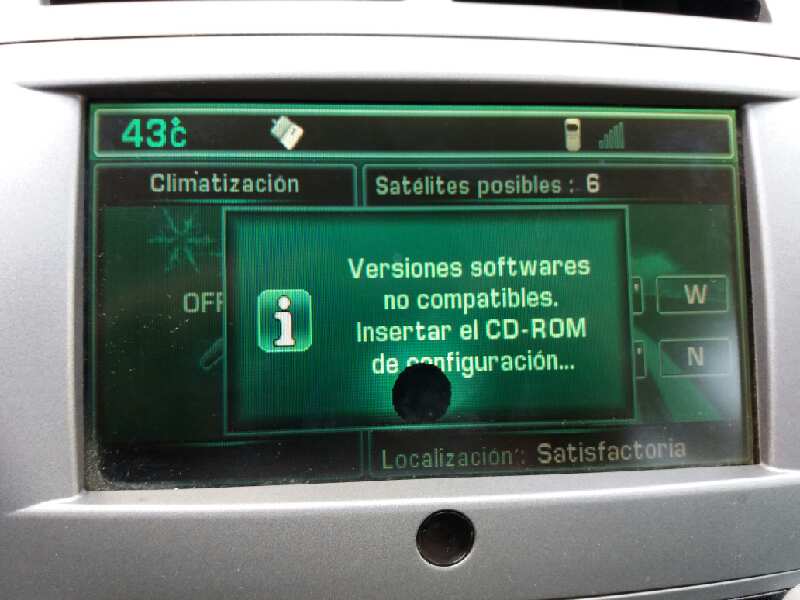 43°c
Climatización
Satélites posibles : 6
Versiones softwares
no compatibles.
Insertar el CD-ROM
de configuración...
OFF
' W
' N
Localización : Satisfactoria